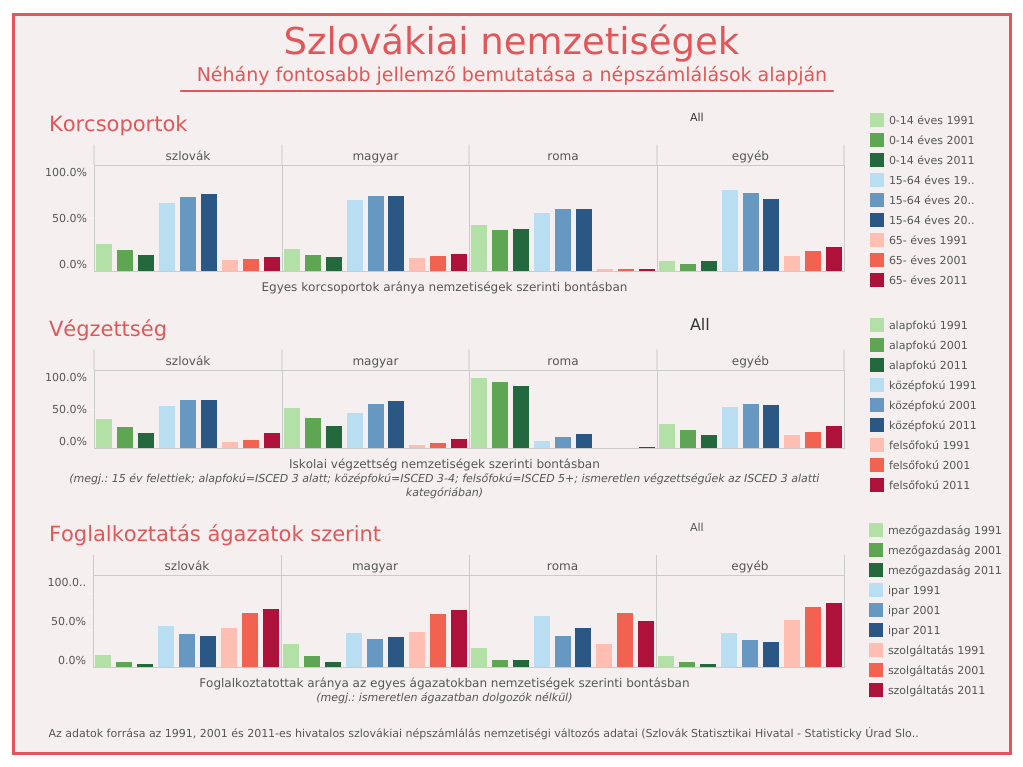 Szlovákiai nemzetiségek
Néhány fontosabb jellemző bemutatása a népszámlálások alapján
Korcsoportok
All
szlovák magyar roma egyéb
100.0%
50.0%
0.0%
Egyes korcsoportok aránya nemzetiségek szerinti bontásban
0-14 éves 1991
0-14 éves 2001
0-14 éves 2011
15-64 éves 19..
15-64 éves 20..
15-64 éves 20..
65- éves 1991
65- éves 2001
65- éves 2011
Végzettség
All
szlovák magyar roma egyéb
100.0%
50.0%
0.0%
Iskolai végzettség nemzetiségek szerinti bontásban
(megj.: 15 év felettiek; alapfokú=ISCED 3 alatt; középfokú=ISCED 3-4; felsőfokú=ISCED 5+; ismeretlen végzettségűek az ISCED 3 alatti
kategóriában)
alapfokú 1991
alapfokú 2001
alapfokú 2011
középfokú 1991
középfokú 2001
középfokú 2011
felsőfokú 1991
felsőfokú 2001
felsőfokú 2011
Foglalkoztatás ágazatok szerint
All
szlovák magyar roma egyéb
100.0..
50.0%
0.0%
Foglalkoztatottak aránya az egyes ágazatokban nemzetiségek szerinti bontásban
(megj.: ismeretlen ágazatban dolgozók nélkül)
mezőgazdaság 1991
mezőgazdaság 2001
mezőgazdaság 2011
ipar 1991
ipar 2001
ipar 2011
szolgáltatás 1991
szolgáltatás 2001
szolgáltatás 2011
Az adatok forrása az 1991, 2001 és 2011-es hivatalos szlovákiai népszámlálás nemzetiségi változós adatai (Szlovák Statisztikai Hivatal - Statisticky Úrad Slo..